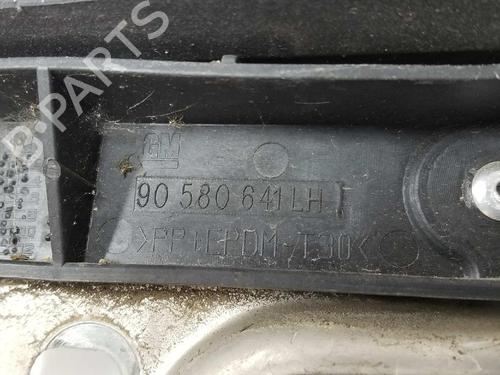 B-PARTS
GM
90 580 641 LH
>PP+EPDM-T30<